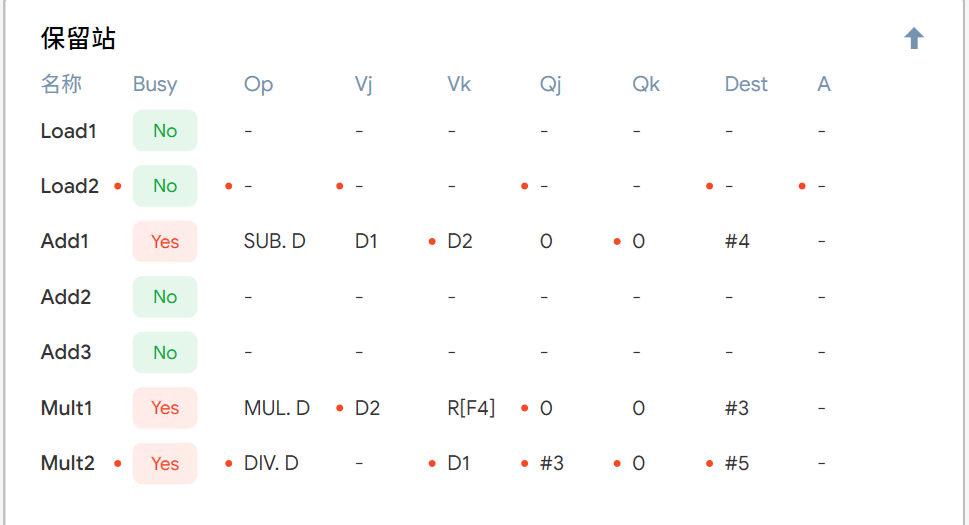 保留站
名称 Busy Op Vj Vk Qj Qk Dest A
Load1 No - - - - - - -
Load2 No - - - - - - -
Add1 Yes SUB. D D1 D2 0 0 #4 -
Add2 No - - - - - - -
Add3 No - - - - - - -
Mult1 Yes MUL. D D2 R[F4] 0 0 #3 -
Mult2 Yes DIV. D - D1 #3 0 #5 -